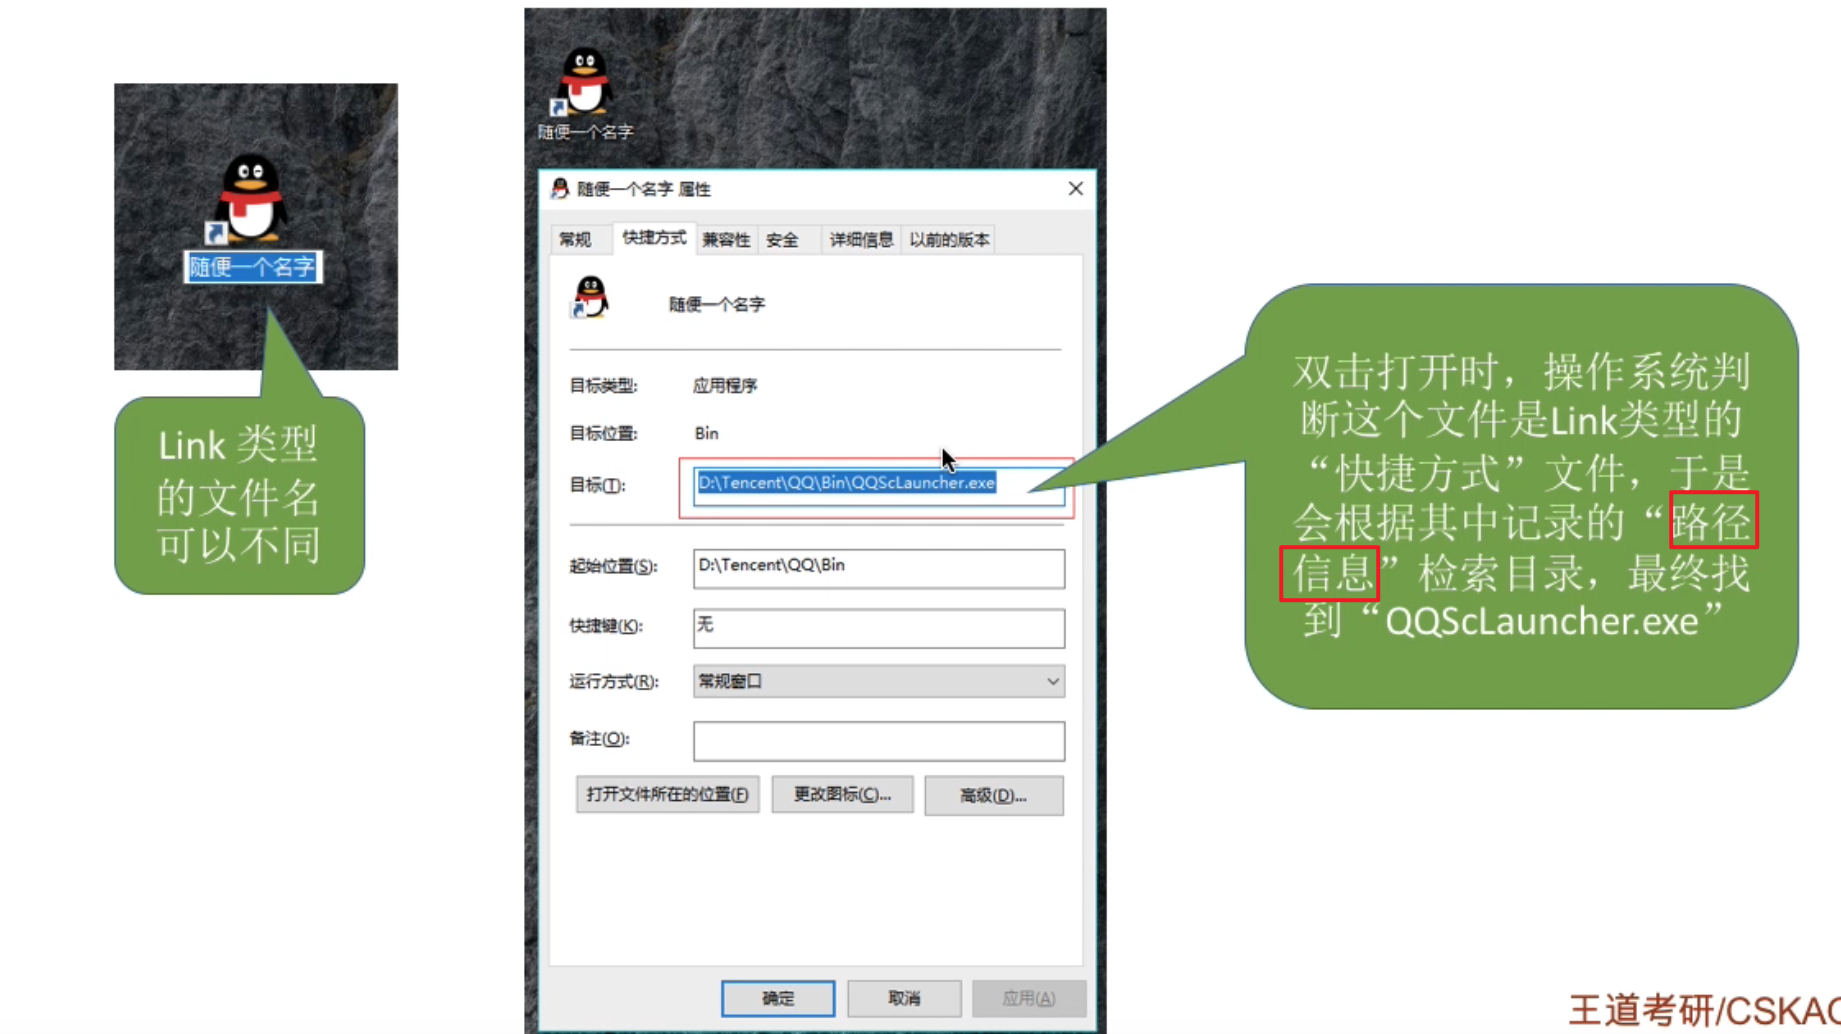 随便一个名字
Link 类型
的文件名
可以不同
随便一个名字
随便一个名字 属性
常规
快捷方式
兼容性
安全
详细信息
以前的版本
随便一个名字
目标类型:
应用程序
目标位置:
Bin
目标(T):
D:\Tencent\QQ\Bin\QQScLauncher.exe
起始位置(S):
D:\Tencent\QQ\Bin
快捷键(K):
无
运行方式(R):
常规窗口
备注(O):
打开文件所在的位置(F)
更改图标(C)...
高级(D)...
确定
取消
应用(A)
双击打开时，操作系统判
断这个文件是Link类型的
“快捷方式”文件，于是
会根据其中记录的“路径
信息”检索目录，最终找
到“QQScLauncher.exe”
王道考研/CSKAO